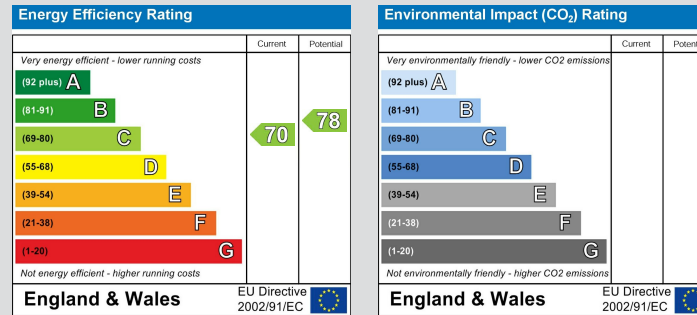 Energy Efficiency Rating
Current Potential
Very energy efficient - lower running costs
(92 plus) A
(81-91) B
(69-80) C
(55-68) D
(39-54) E
(21-38) F
(1-20) G
70
78
Not energy efficient - higher running costs
England & Wales
EU Directive
2002/91/EC
Environmental Impact (CO2) Rating
Current Potent
Very environmentally friendly - lower CO2 emissions
(92 plus) A
(81-91) B
(69-80) C
(55-68) D
(39-54) E
(21-38) F
(1-20) G
Not environmentally friendly - higher CO2 emissions
England & Wales
EU Directive
2002/91/EC